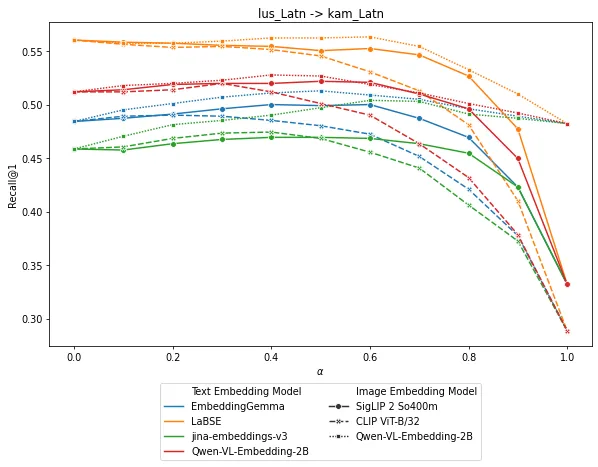 lus_Latn -> kam_Latn
Recall@1
0.55
0.50
0.45
0.40
0.35
0.30
0.0
0.2
0.4
0.6
0.8
1.0
α
Text Embedding Model
EmbeddingGemma
LaBSE
jina-embeddings-v3
Qwen-VL-Embedding-2B
Image Embedding Model
SigLIP 2 So400m
CLIP ViT-B/32
Qwen-VL-Embedding-2B